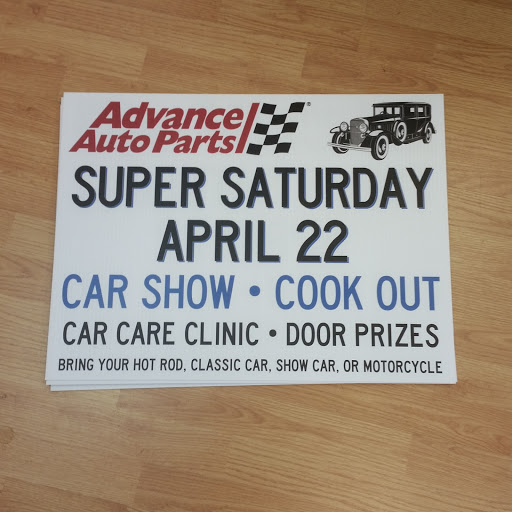 Advance
Auto Parts
®
SUPER SATURDAY
APRIL 22
CAR SHOW • COOK OUT
CAR CARE CLINIC • DOOR PRIZES
BRING YOUR HOT ROD, CLASSIC CAR, SHOW CAR, OR MOTORCYCLE